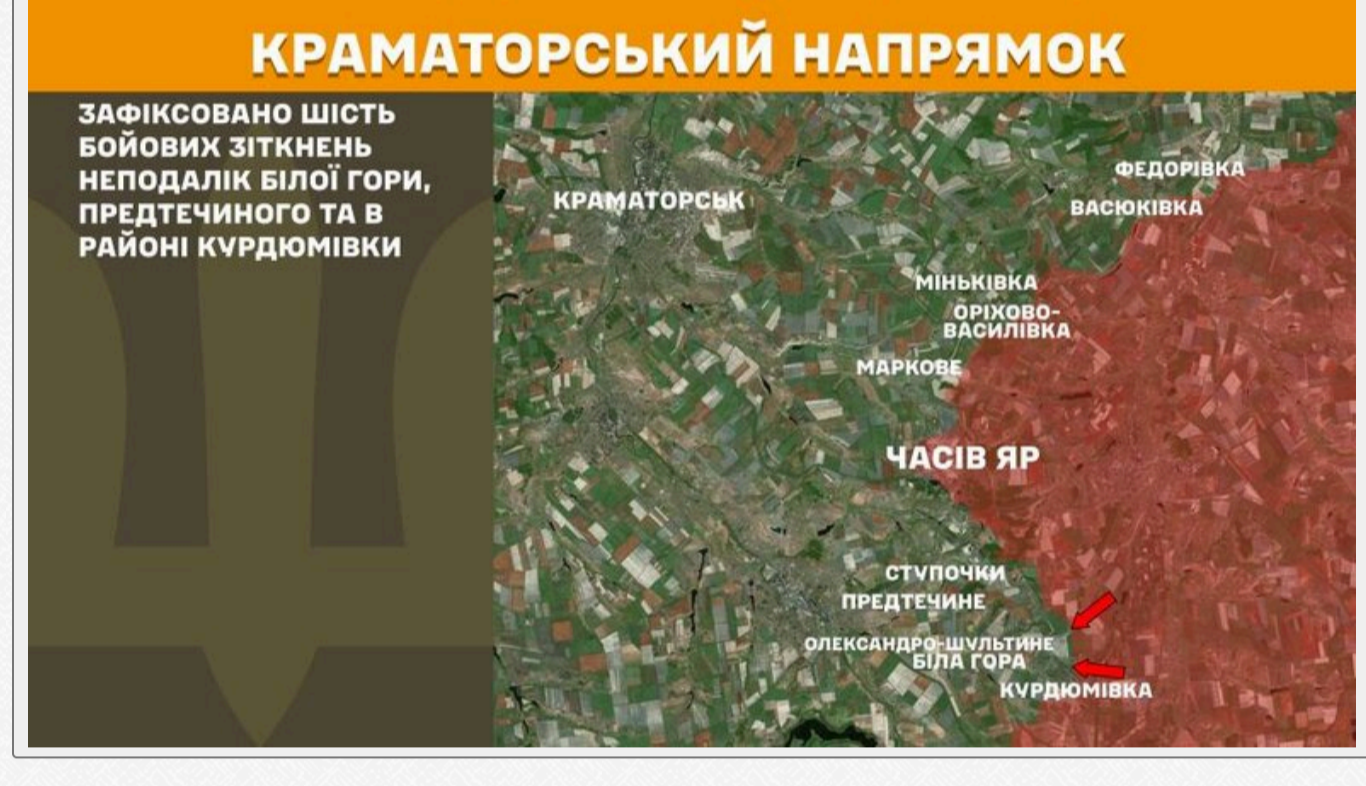 КРАМАТОРСЬКИЙ НАПРЯМОК
ЗАФІКСОВАНО ШІСТЬ
БОЙОВИХ ЗІТКНЕНЬ
НЕПОДАЛІК БІЛОЇ ГОРИ,
ПРЕДТЕЧИНОГО ТА В
РАЙОНІ КУРДЮМІВКИ
ФЕДОРІВКА
КРАМАТОРСЬК
ВАСЮКІВКА
МІНЬКІВКА
ОРІХОВО-
ВАСИЛІВКА
МАРКОВЕ
ЧАСІВ ЯР
СТУПОЧКИ
ПРЕДТЕЧИНЕ
ОЛЕКСАНДРО-ШУЛЬТИНЕ
БІЛА ГОРА
КУРДЮМІВКА